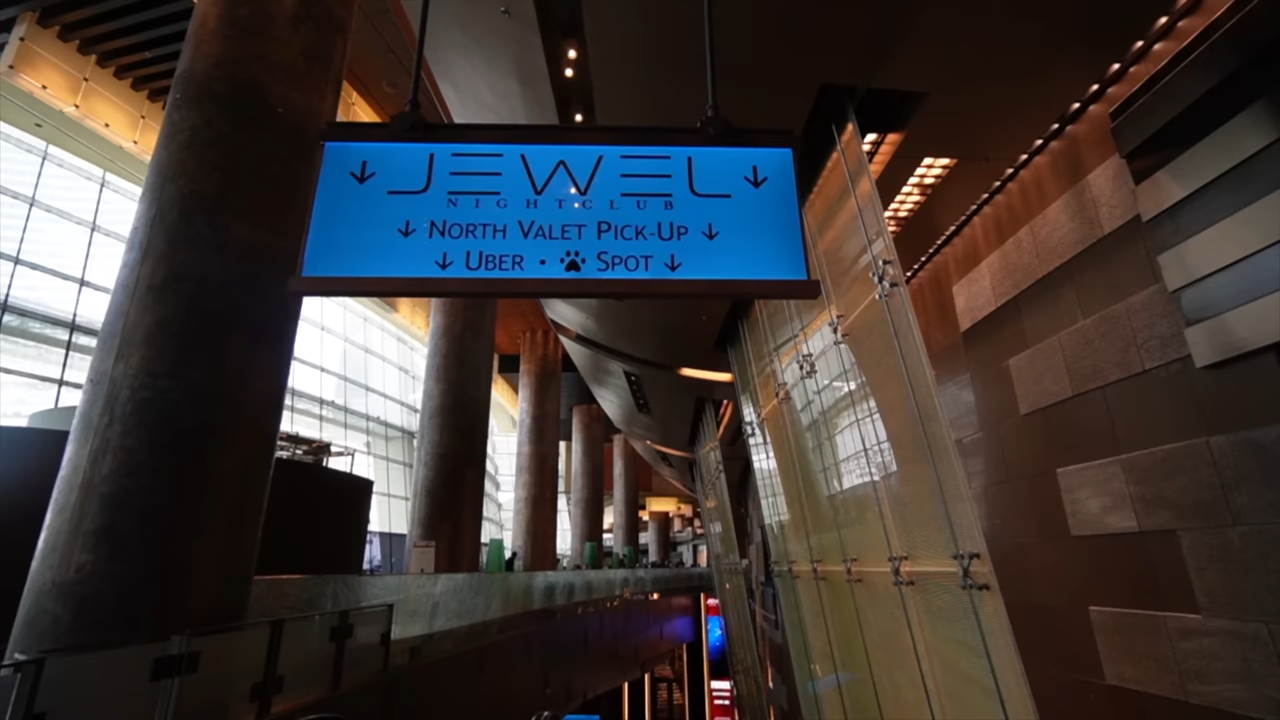 ↓ JEWEL ↓
NIGHTCLUB
↓ NORTH VALET PICK-UP ↓
↓ UBER • 🐾 SPOT ↓